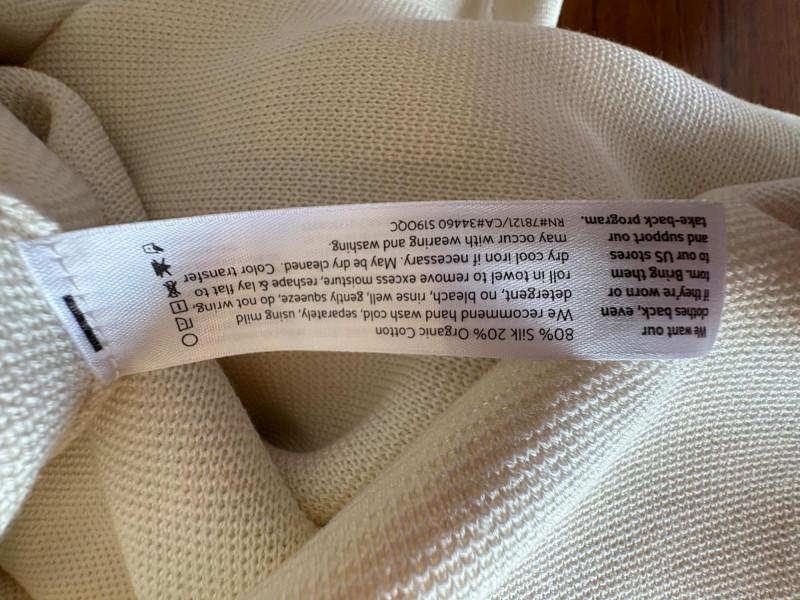 We want our
clothes back, even
if they're worn or
torn. Bring them
to our US stores
and support our
take-back program.
80% Silk 20% Organic Cotton
We recommend hand wash cold, separately, using mild
detergent, no bleach, rinse well, gently squeeze, do not wring,
roll in towel to remove excess moisture, reshape & lay flat to
dry cool iron if necessary. May be dry cleaned. Color transfer
may occur with wearing and washing.
RN#78121/CA#34460 S190QC